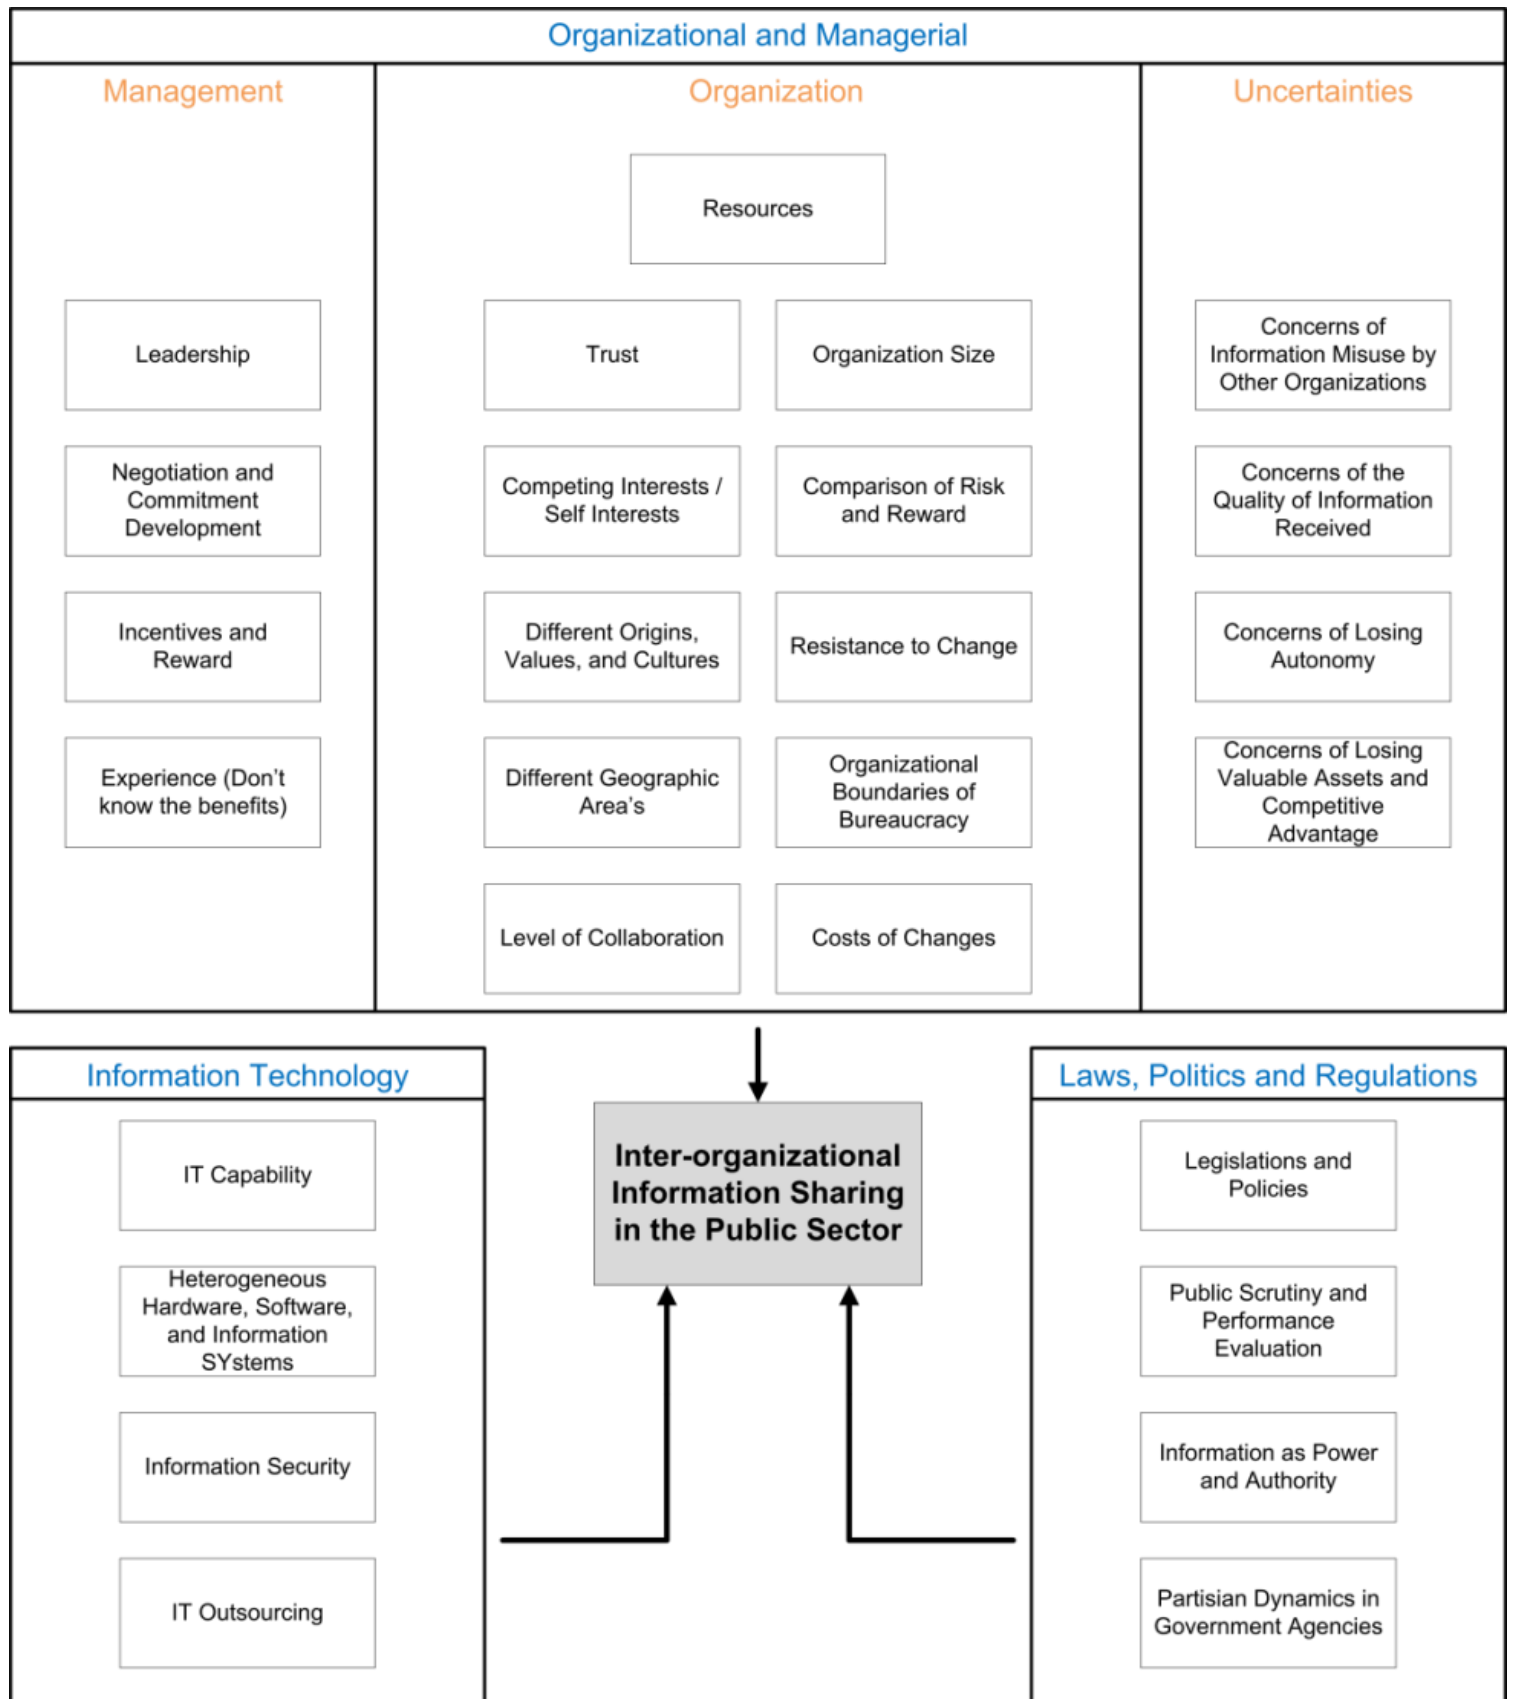 Organizational and Managerial
Management
Organization
Uncertainties
Resources
Leadership
Trust
Organization Size
Concerns of
Information Misuse by
Other Organizations
Negotiation and
Commitment
Development
Competing Interests /
Self Interests
Comparison of Risk
and Reward
Concerns of the
Quality of Information
Received
Incentives and
Reward
Different Origins,
Values, and Cultures
Resistance to Change
Concerns of Losing
Autonomy
Experience (Don't
know the benefits)
Different Geographic
Area's
Organizational
Boundaries of
Bureaucracy
Concerns of Losing
Valuable Assets and
Competitive
Advantage
Level of Collaboration
Costs of Changes
Information Technology
IT Capability
Heterogeneous
Hardware, Software,
and Information
SYstems
Information Security
IT Outsourcing
Inter-organizational
Information Sharing
in the Public Sector
Laws, Politics and Regulations
Legislations and
Policies
Public Scrutiny and
Performance
Evaluation
Information as Power
and Authority
Partisian Dynamics in
Government Agencies